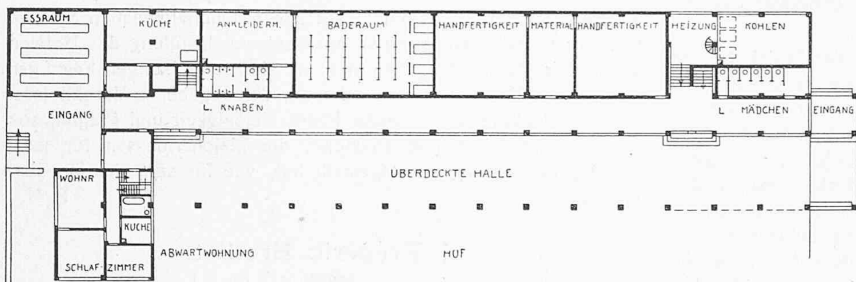 ESSRAUM
KÜCHE
ANKLEIDERM.
BADERAUM
HANDFERTIGKEIT
MATERIAL
HANDFERTIGKEIT
HEIZUNG
KOHLEN
EINGANG
L. KNABEN
L. MÄDCHEN
EINGANG
ÜBERDECKTE HALLE
WOHNR
KÜCHE
SCHLAF-ZIMMER
ABWARTWOHNUNG
HOF